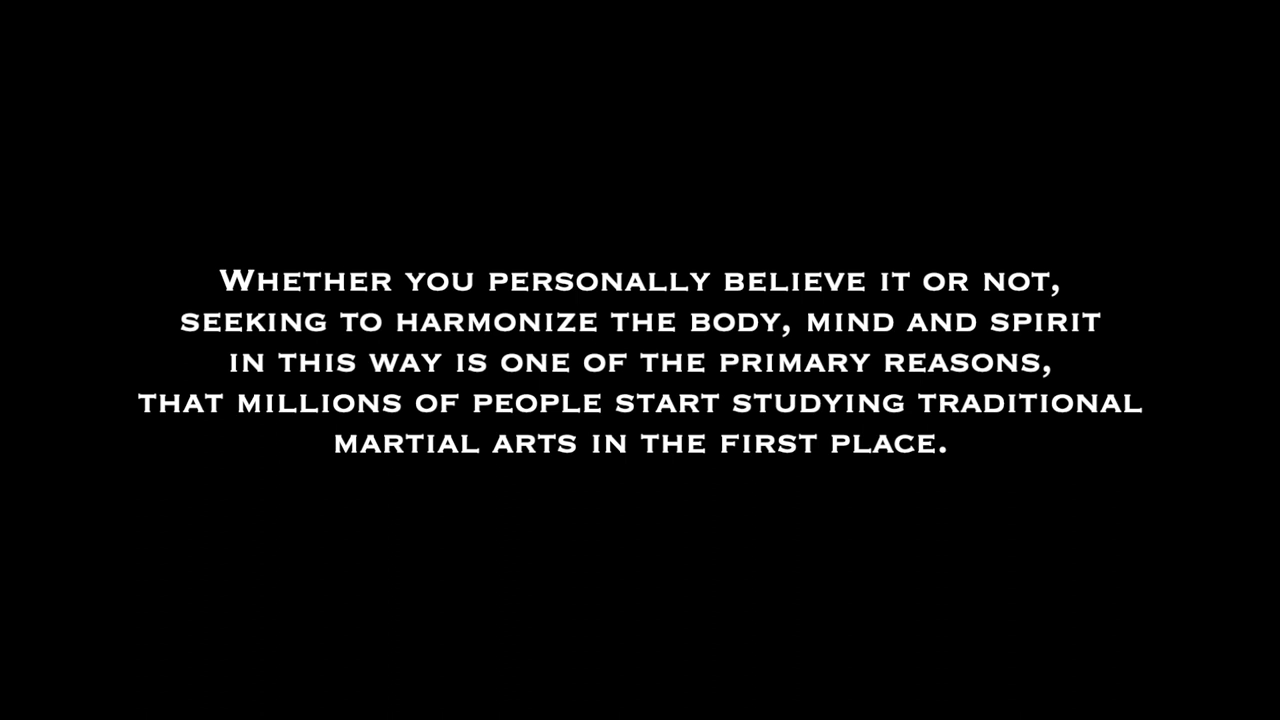 Whether you personally believe it or not,
seeking to harmonize the body, mind and spirit
in this way is one of the primary reasons,
that millions of people start studying traditional
martial arts in the first place.